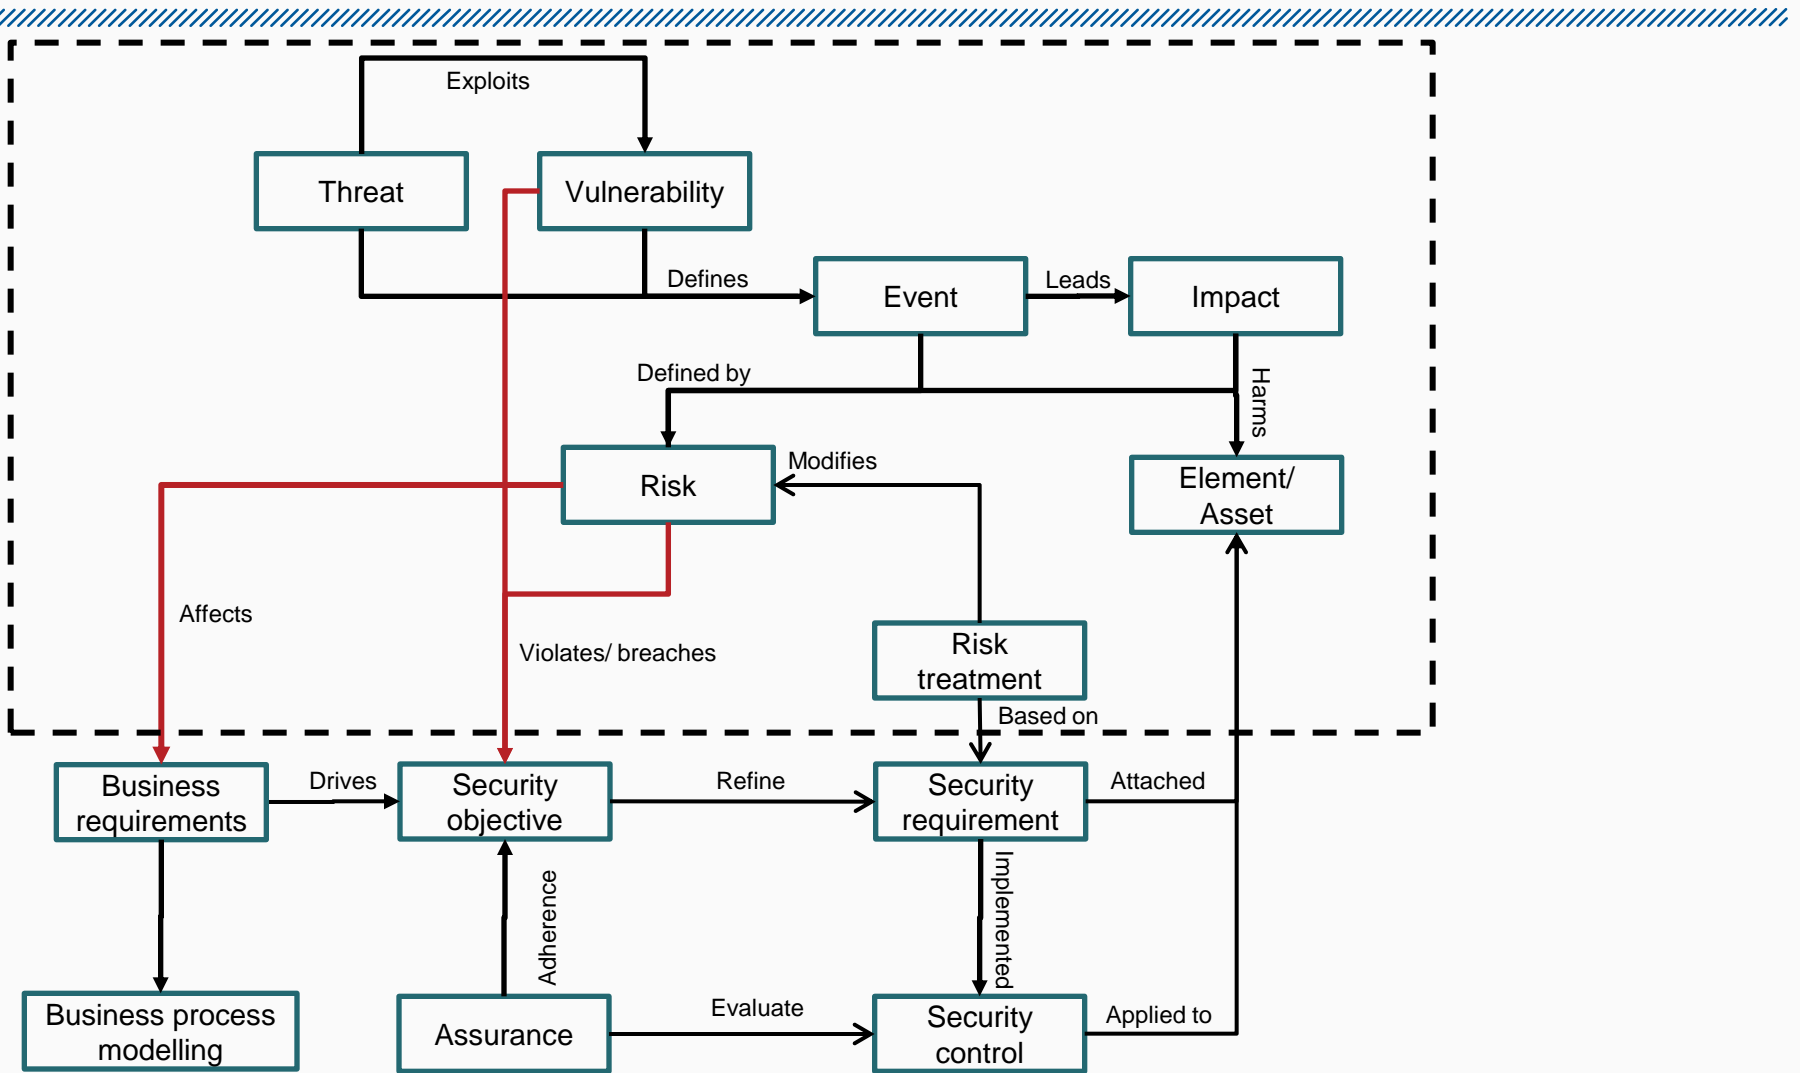 Exploits
Threat
Vulnerability
Defines
Event
Leads
Impact
Defined by
Harms
Risk
Modifies
Element/
Asset
Affects
Violates/ breaches
Risk
treatment
Based on
Business
requirements
Drives
Security
objective
Refine
Security
requirement
Attached
Adherence
Implemented
Business process
modelling
Assurance
Evaluate
Security
control
Applied to